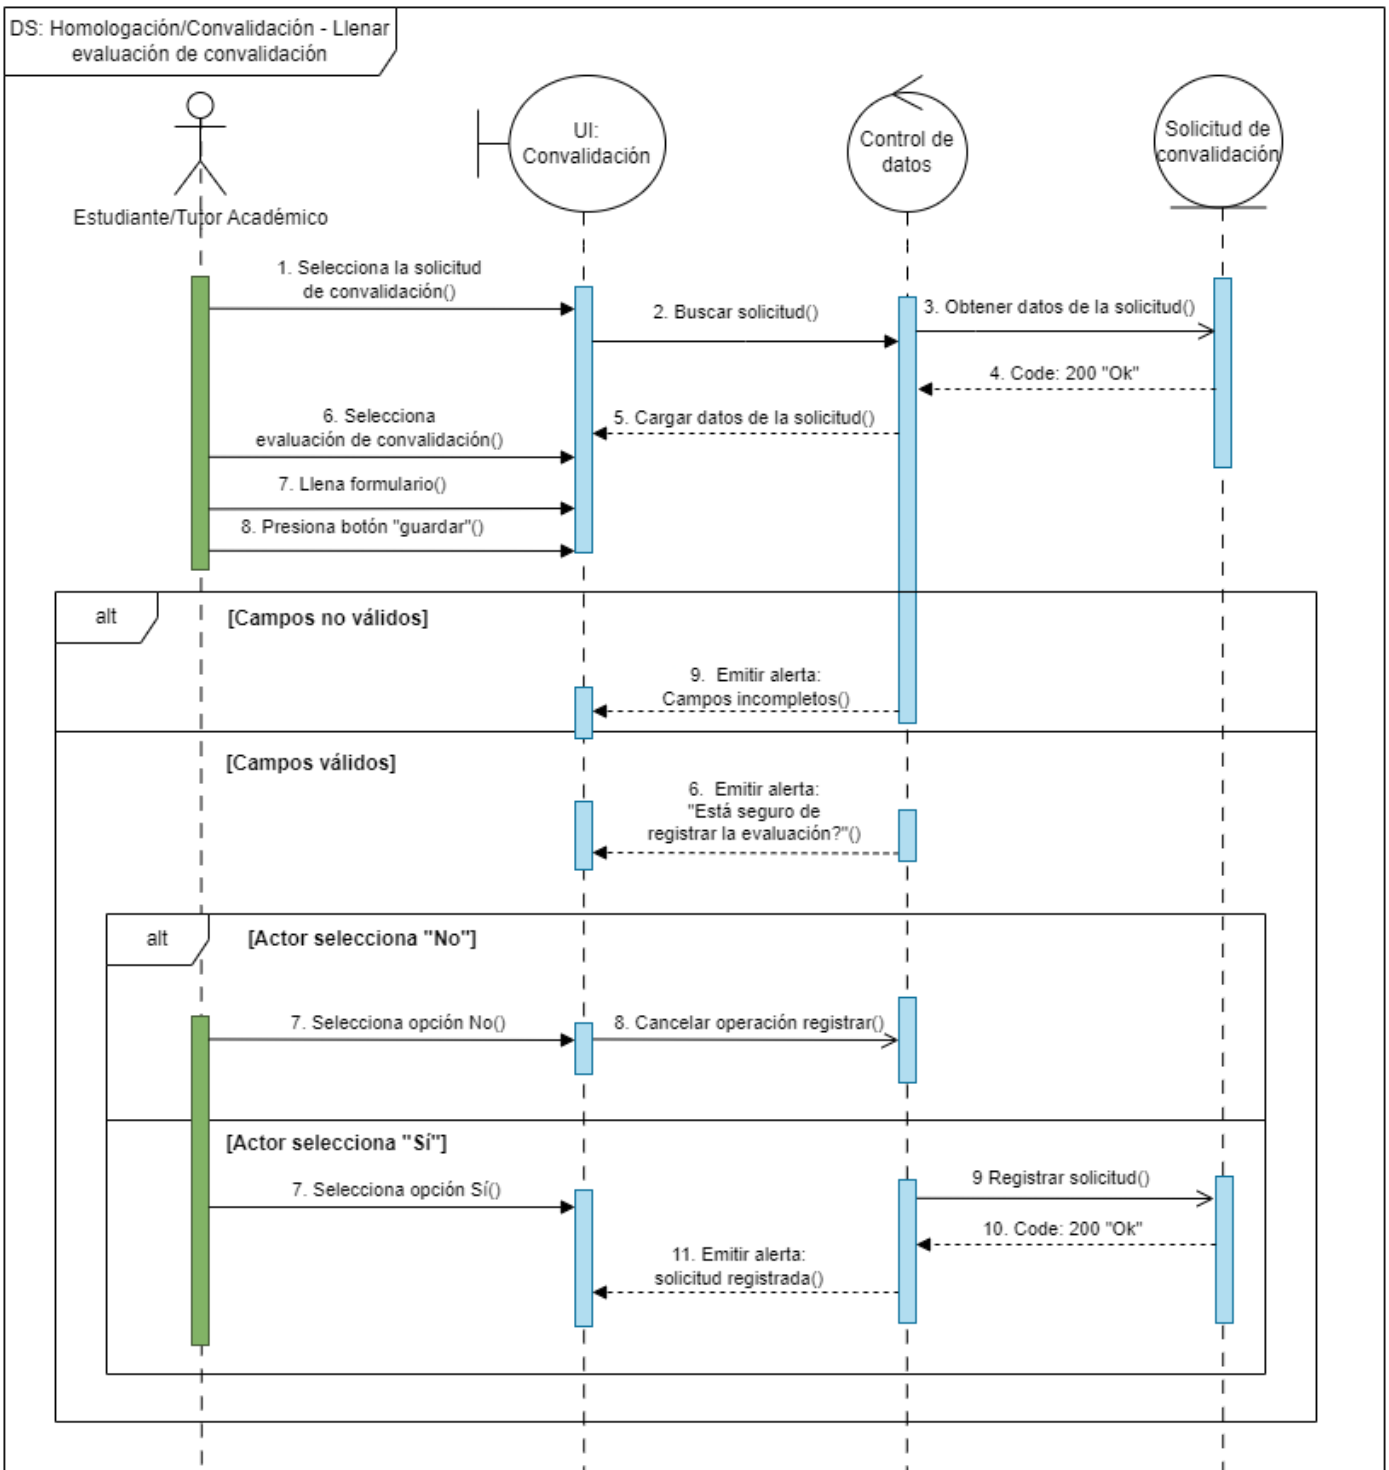 DS: Homologación/Convalidación - Llenar
evaluación de convalidación
Estudiante/Tutor Académico
UI:
Convalidación
Control de
datos
Solicitud de
convalidación
1. Selecciona la solicitud
de convalidación()
2. Buscar solicitud()
3. Obtener datos de la solicitud()
4. Code: 200 "Ok"
5. Cargar datos de la solicitud()
6. Selecciona
evaluación de convalidación()
7. Llena formulario()
8. Presiona botón "guardar"()
alt
[Campos no válidos]
9. Emitir alerta:
Campos incompletos()
[Campos válidos]
6. Emitir alerta:
"Está seguro de
registrar la evaluación?"()
alt
[Actor selecciona "No"]
7. Selecciona opción No()
8. Cancelar operación registrar()
[Actor selecciona "Sí"]
7. Selecciona opción Sí()
9 Registrar solicitud()
10. Code: 200 "Ok"
11. Emitir alerta:
solicitud registrada()